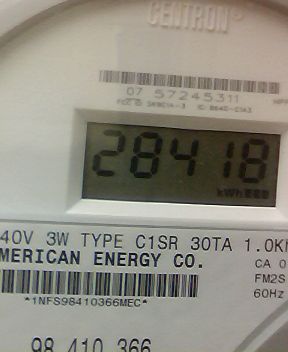 CENTRON®
07 57245311
28418
kWh
40V 3W TYPE C1SR 30TA 1.0K
MERICAN ENERGY CO.
CA 0
FM2S
60Hz
*1NFS98410366MEC*
98 410 366